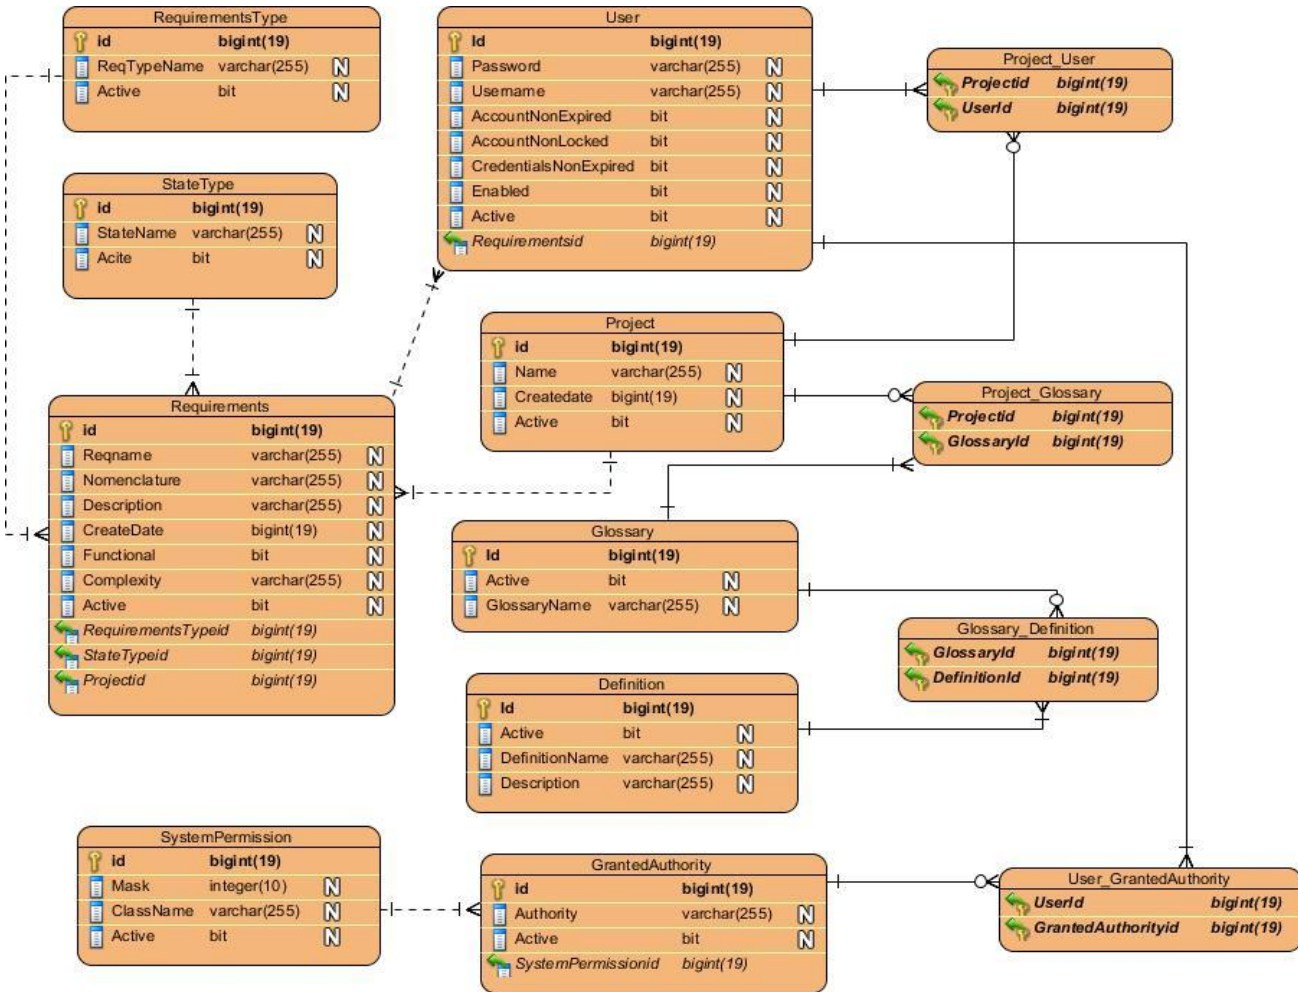 RequirementsType
id bigint(19)
ReqTypeName varchar(255) N
Active bit N
StateType
id bigint(19)
StateName varchar(255) N
Acite bit N
Requirements
id bigint(19)
Reqname varchar(255) N
Nomenclature varchar(255) N
Description varchar(255) N
CreateDate bigint(19) N
Functional bit N
Complexity varchar(255) N
Active bit N
RequirementsTypeid bigint(19)
StateTypeid bigint(19)
Projectid bigint(19)
User
Id bigint(19)
Password varchar(255) N
Username varchar(255) N
AccountNonExpired bit N
AccountNonLocked bit N
CredentialsNonExpired bit N
Enabled bit N
Active bit N
Requirementsid bigint(19)
Project_User
Projectid bigint(19)
UserId bigint(19)
Project
id bigint(19)
Name varchar(255) N
Createdate bigint(19) N
Active bit N
Project_Glossary
Projectid bigint(19)
GlossaryId bigint(19)
Glossary
Id bigint(19)
Active bit N
GlossaryName varchar(255) N
Glossary_Definition
GlossaryId bigint(19)
DefinitionId bigint(19)
Definition
Id bigint(19)
Active bit N
DefinitionName varchar(255) N
Description varchar(255) N
SystemPermission
id bigint(19)
Mask integer(10) N
ClassName varchar(255) N
Active bit N
GrantedAuthority
id bigint(19)
Authority varchar(255) N
Active bit N
SystemPermissionid bigint(19)
User_GrantedAuthority
UserId bigint(19)
GrantedAuthorityid bigint(19)